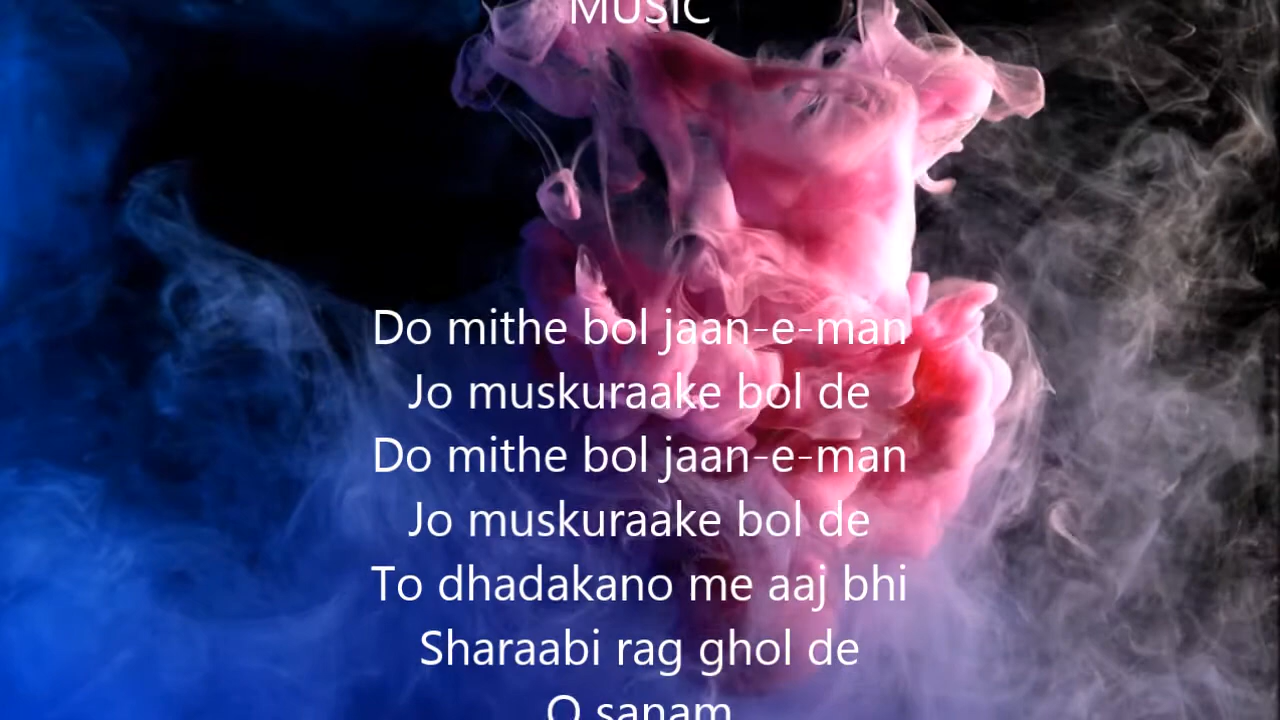 MUSIC
Do mithe bol jaan-e-man
Jo muskuraake bol de
Do mithe bol jaan-e-man
Jo muskuraake bol de
To dhadakano me aaj bhi
Sharaabi rag ghol de
O sanam